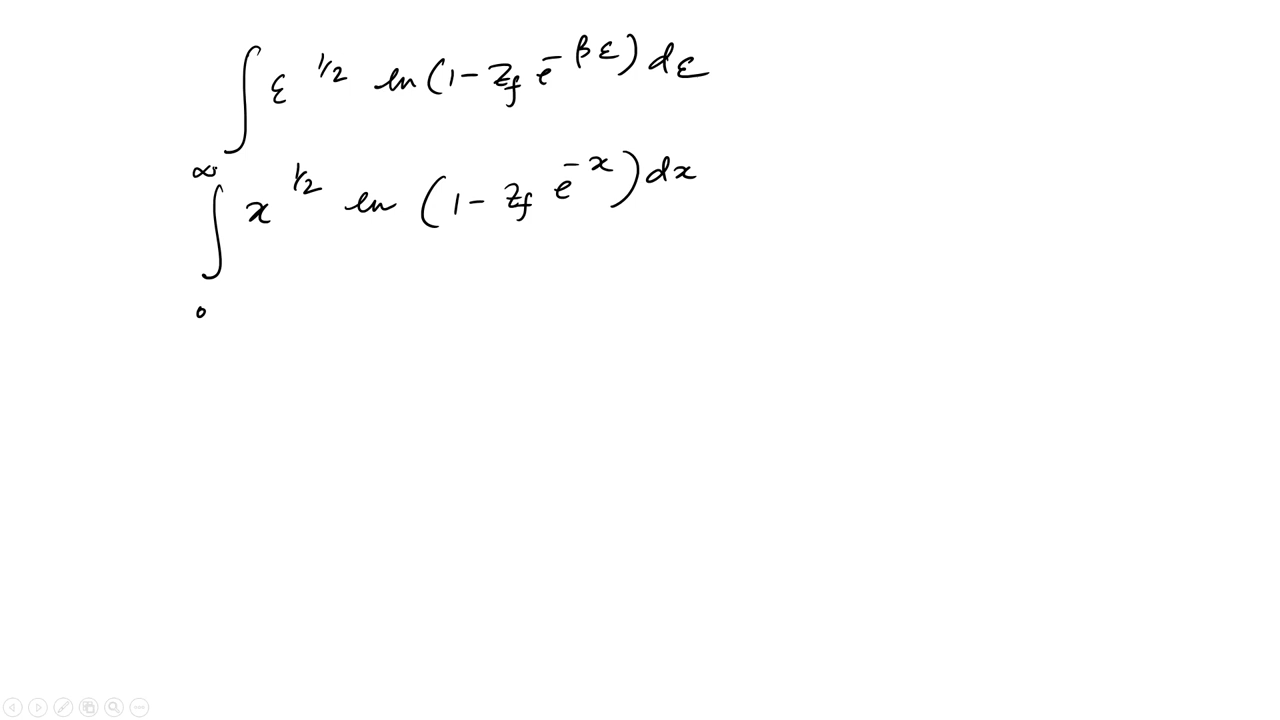 ∫ ε^{1/2} ln(1 - z_f e^{-βε}) dε
∫_0^∞ x^{1/2} ln (1 - z_f e^{-x}) dx